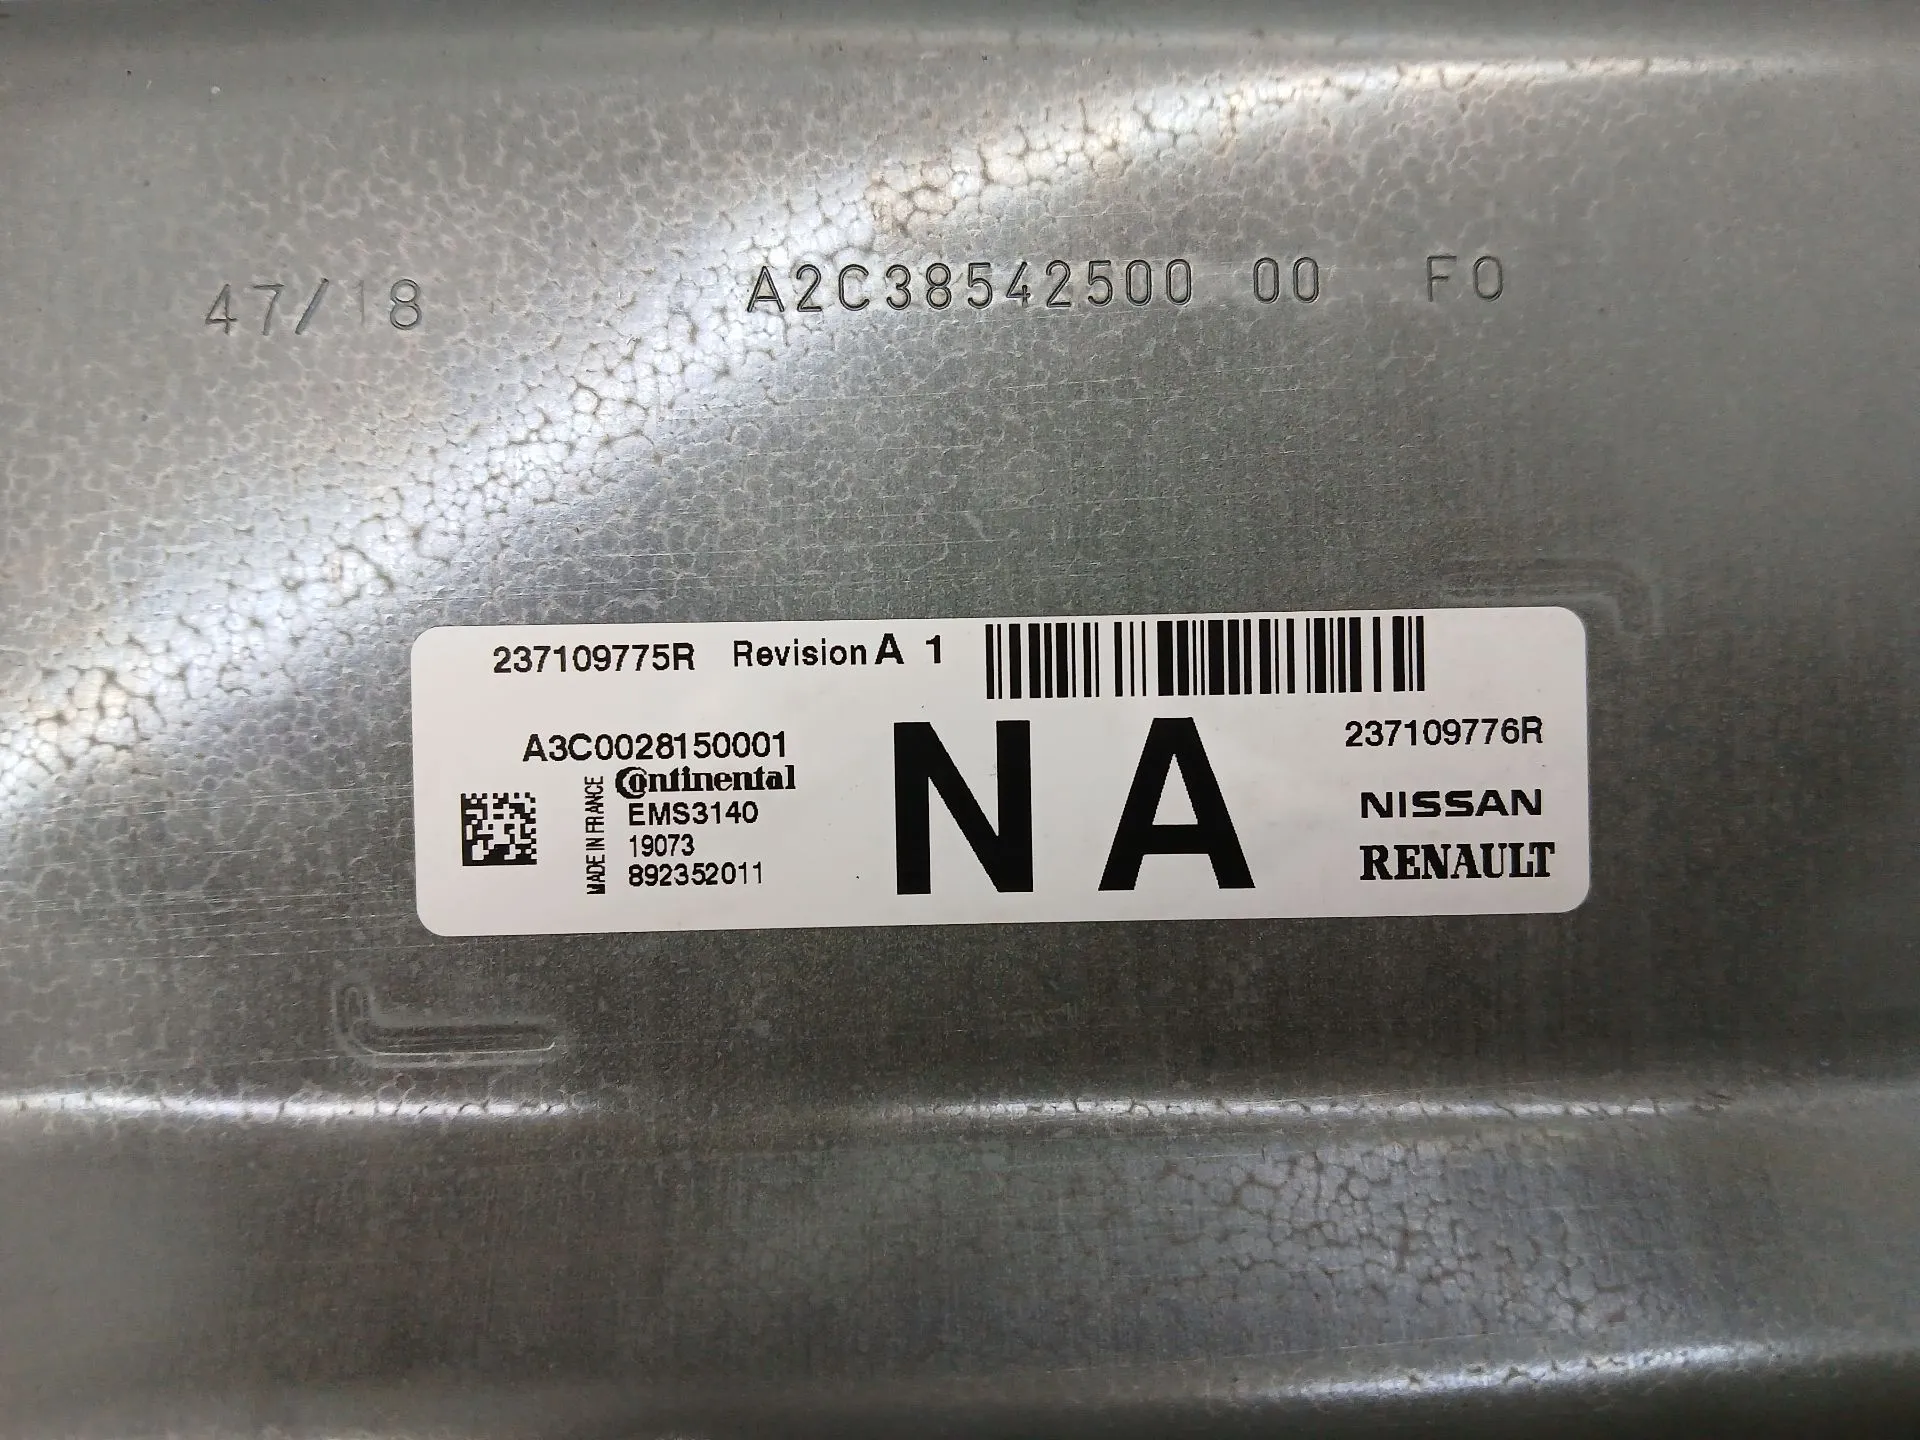 47/18 A2C38542500 00 F0
237109775R Revision A 1
A3C0028150001
237109776R
Continental
EMS3140
19073
892352011
MADE IN FRANCE
NA
NISSAN
RENAULT